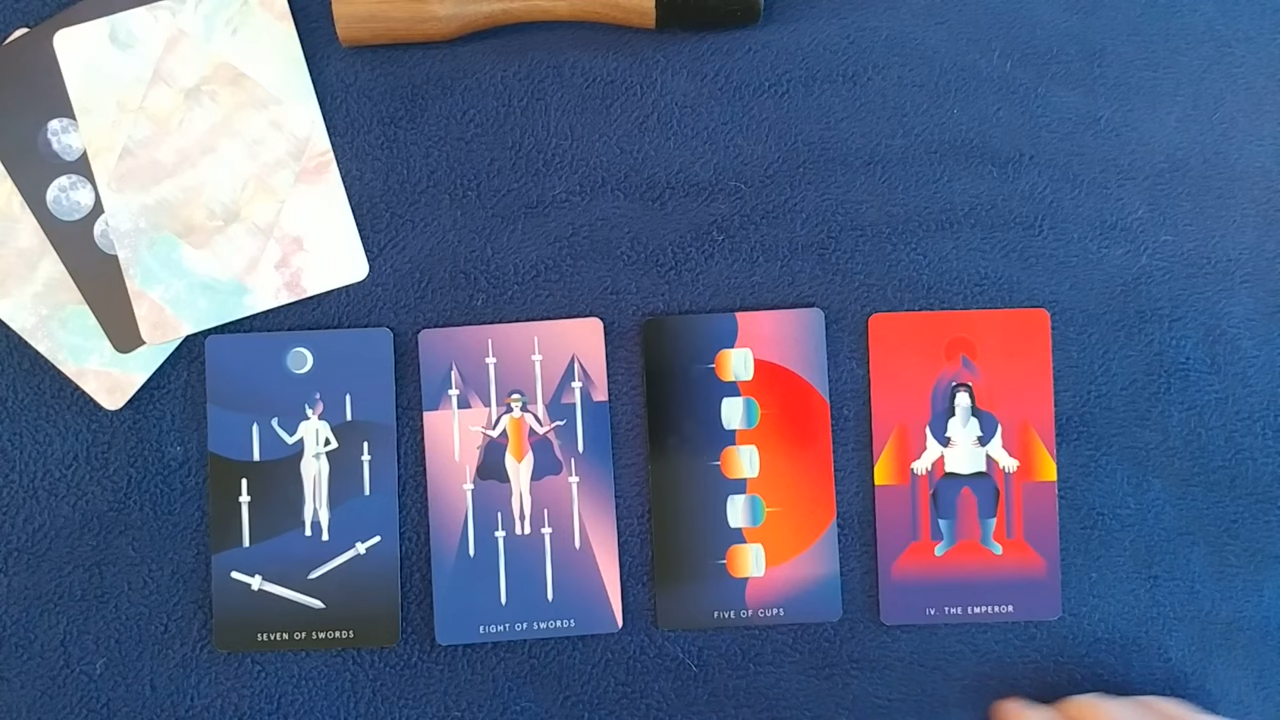 SEVEN OF SWORDS
EIGHT OF SWORDS
FIVE OF CUPS
IV. THE EMPEROR